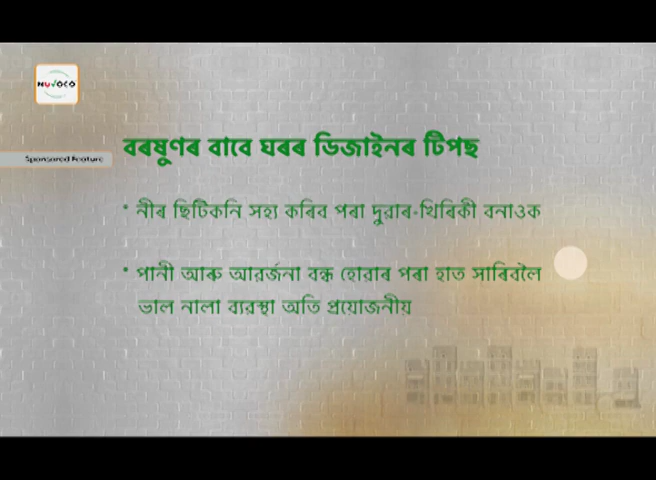 NUVOCO
বৰষুণৰ বাবে ঘৰৰ ডিজাইনৰ টিপছ
Sponsored Feature
• নীৰ ছিটিকনি সহ্য কৰিব পৰা দুৱাৰ-খিৰিকী বনাওক
• পানী আৰু আৱৰ্জনা বন্ধ হোৱাৰ পৰা হাত সাৰিবলৈ
ভাল নালা ব্যৱস্থা অতি প্ৰয়োজনীয়